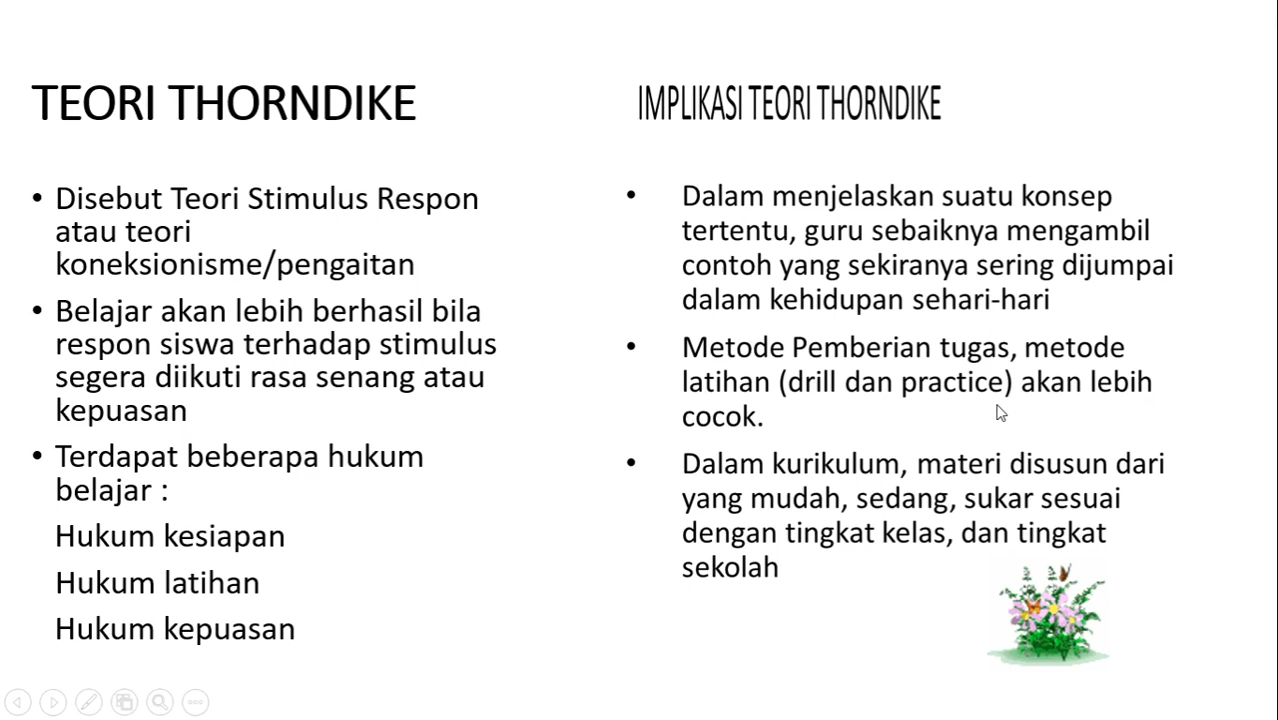 TEORI THORNDIKE
• Disebut Teori Stimulus Respon
atau teori
koneksionisme/pengaitan
• Belajar akan lebih berhasil bila
respon siswa terhadap stimulus
segera diikuti rasa senang atau
kepuasan
• Terdapat beberapa hukum
belajar :
Hukum kesiapan
Hukum latihan
Hukum kepuasan
IMPLIKASI TEORI THORNDIKE
• Dalam menjelaskan suatu konsep
tertentu, guru sebaiknya mengambil
contoh yang sekiranya sering dijumpai
dalam kehidupan sehari-hari
• Metode Pemberian tugas, metode
latihan (drill dan practice) akan lebih
cocok.
• Dalam kurikulum, materi disusun dari
yang mudah, sedang, sukar sesuai
dengan tingkat kelas, dan tingkat
sekolah